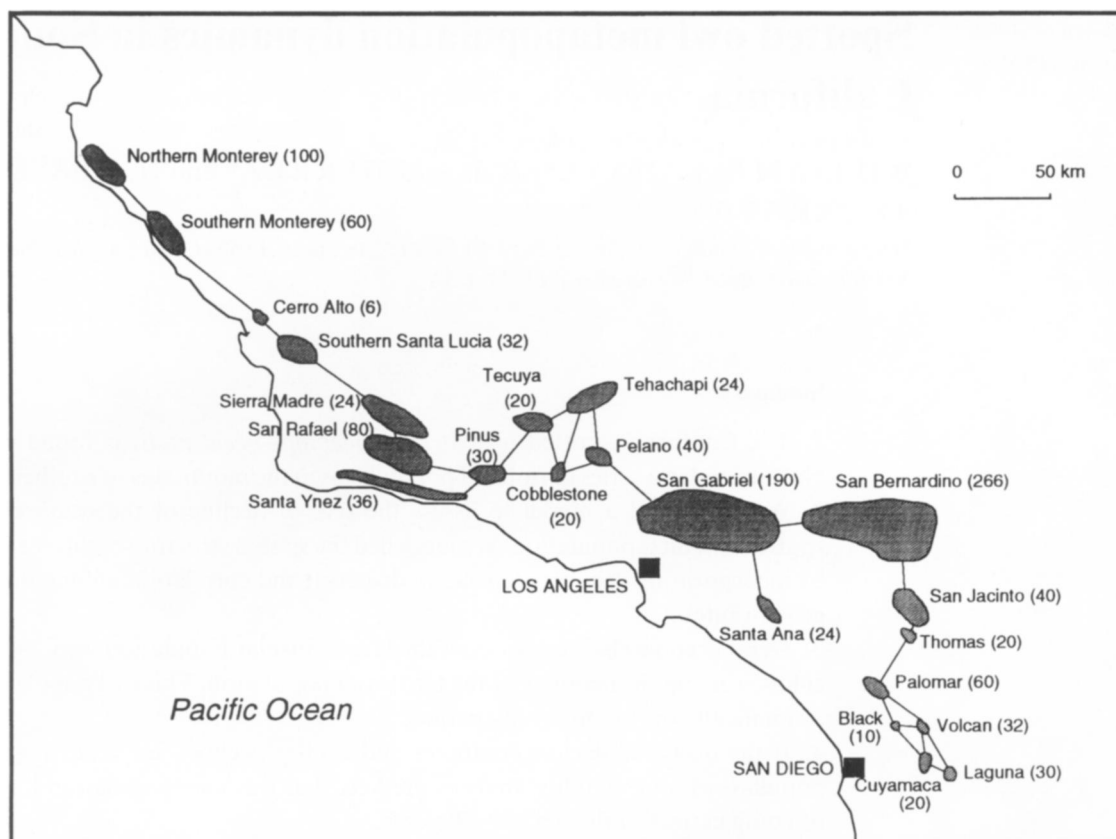 Northern Monterey (100)
0 50 km
Southern Monterey (60)
Cerro Alto (6)
Southern Santa Lucia (32)
Tecuya
(20)
Tehachapi (24)
Sierra Madre (24)
San Rafael (80)
Pinus
(30)
Pelano (40)
Santa Ynez (36)
Cobblestone
(20)
San Gabriel (190)
San Bernardino (266)
LOS ANGELES
Santa Ana (24)
San Jacinto (40)
Thomas (20)
Palomar (60)
Pacific Ocean
Black
(10)
Volcan (32)
SAN DIEGO
Cuyamaca
(20)
Laguna (30)